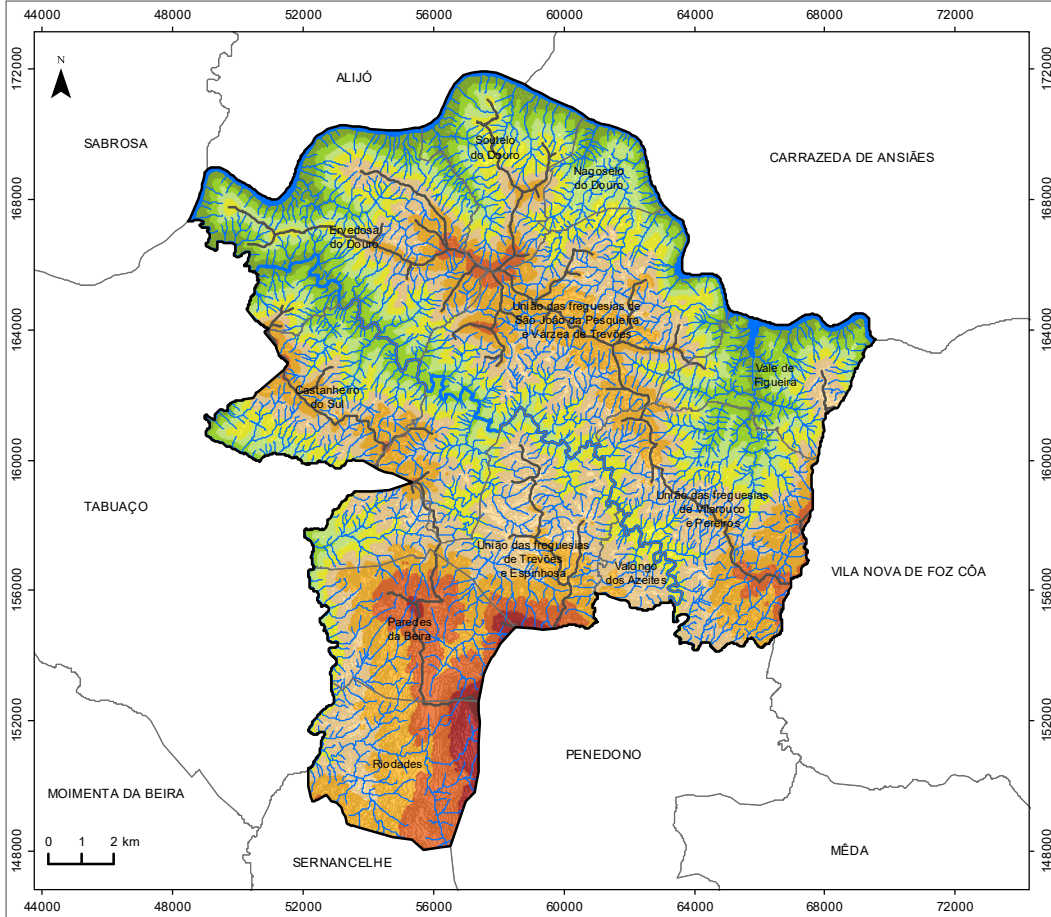 44000 48000 52000 56000 60000 64000 68000 72000
172000 172000
N
ALIJÓ
SABROSA
Soutelo
do Douro
CARRAZEDA DE ANSIÃES
Nagoselo
do Douro
168000 168000
Ervedosa
do Douro
União das freguesias de
São João da Pesqueira
e Várzea de Trevões
164000 164000
Vale de
Figueira
Castanheiro
do Sul
160000 160000
TABUAÇO
União das freguesias
de Vilarouco
e Pereiros
União das freguesias
de Trevões
e Espinhosa
Valongo
dos Azeites
VILA NOVA DE FOZ CÔA
156000 156000
Paredes
da Beira
152000 152000
PENEDONO
Riodades
MOIMENTA DA BEIRA
0 1 2 km
148000 148000
SERNANCELHE
MÊDA
44000 48000 52000 56000 60000 64000 68000 72000